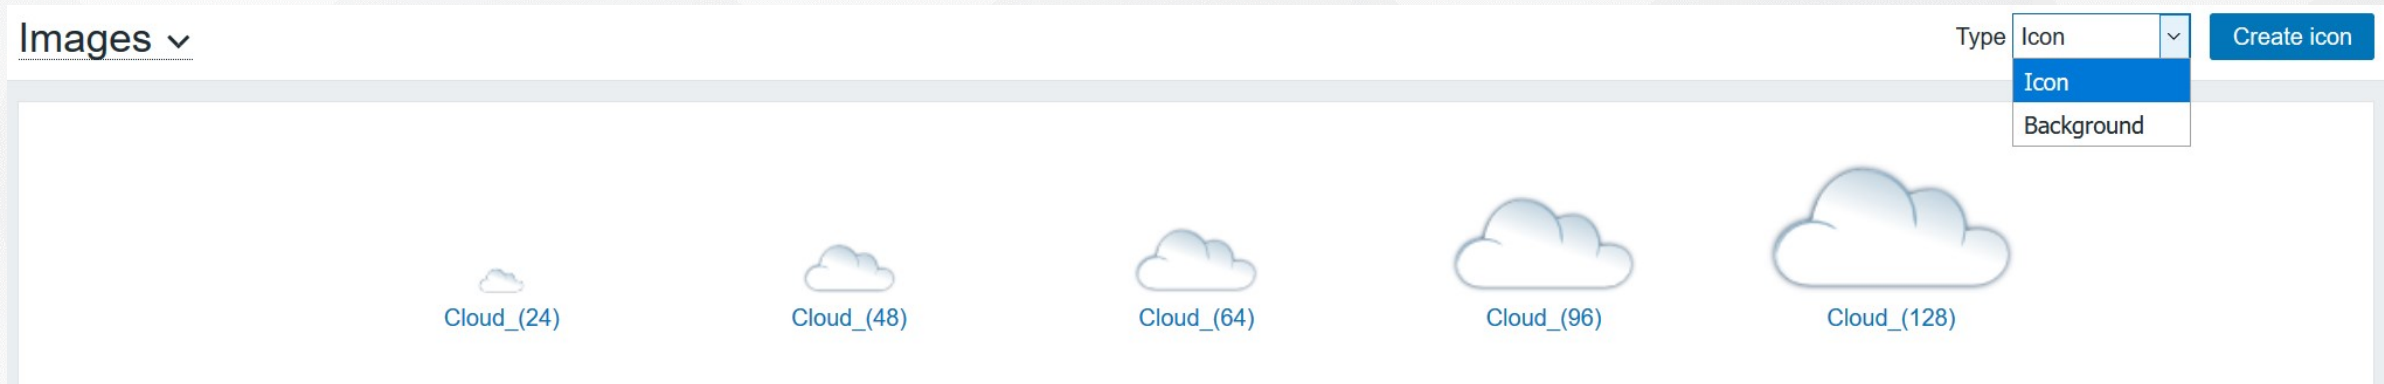 Images
Type Icon Create icon
Icon
Background
Cloud_(24) Cloud_(48) Cloud_(64) Cloud_(96) Cloud_(128)